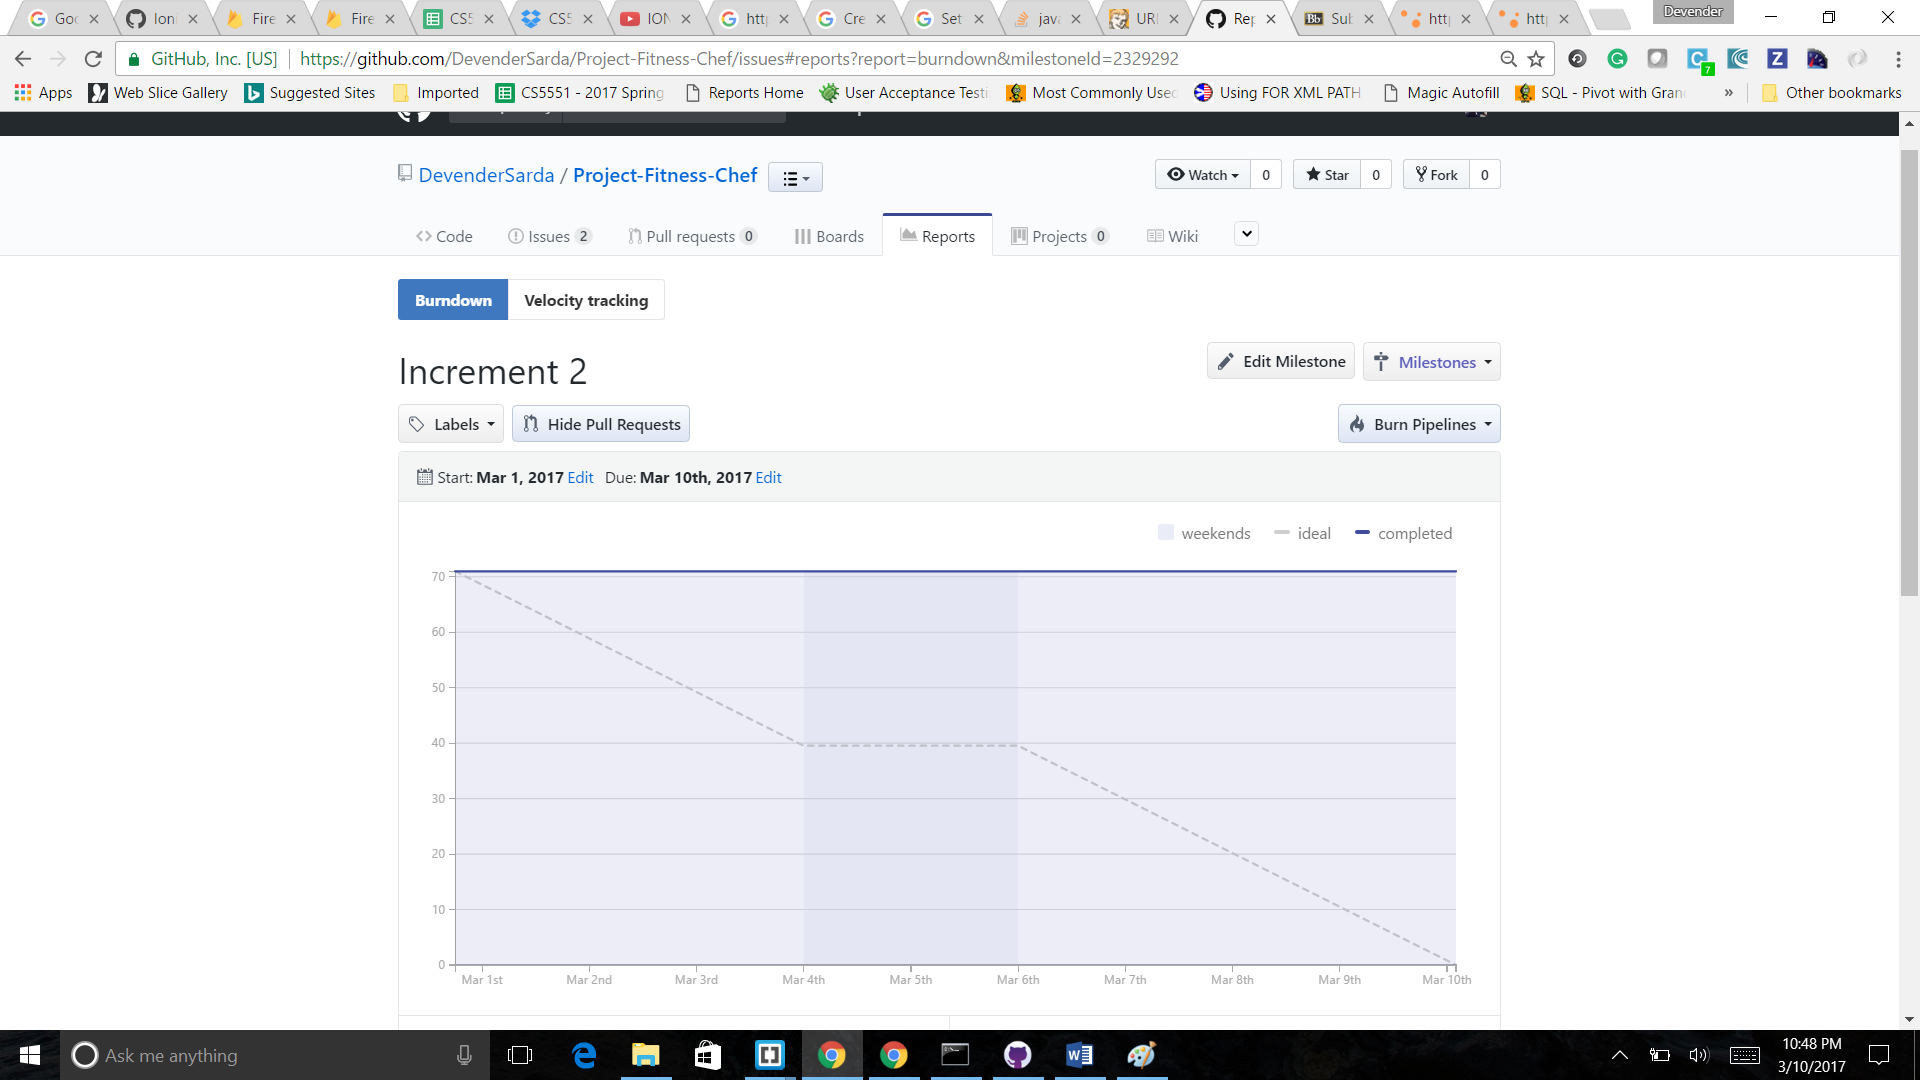 Goo Ioni Fire Fire CS5 CS5 ION http Cre Set java URL Rep Sub http http Devender
GitHub, Inc. [US] https://github.com/DevenderSarda/Project-Fitness-Chef/issues#reports?report=burndown&milestoneId=2329292
Apps Web Slice Gallery Suggested Sites Imported CS5551 - 2017 Spring Reports Home User Acceptance Testi Most Commonly Used Using FOR XML PATH Magic Autofill SQL - Pivot with Gran » Other bookmarks
DevenderSarda / Project-Fitness-Chef Watch 0 Star 0 Fork 0
Code Issues 2 Pull requests 0 Boards Reports Projects 0 Wiki
Burndown Velocity tracking
Increment 2 Edit Milestone Milestones
Labels Hide Pull Requests Burn Pipelines
Start: Mar 1, 2017 Edit Due: Mar 10th, 2017 Edit
weekends ideal completed
70
60
50
40
30
20
10
0
Mar 1st Mar 2nd Mar 3rd Mar 4th Mar 5th Mar 6th Mar 7th Mar 8th Mar 9th Mar 10th
Ask me anything
10:48 PM
3/10/2017